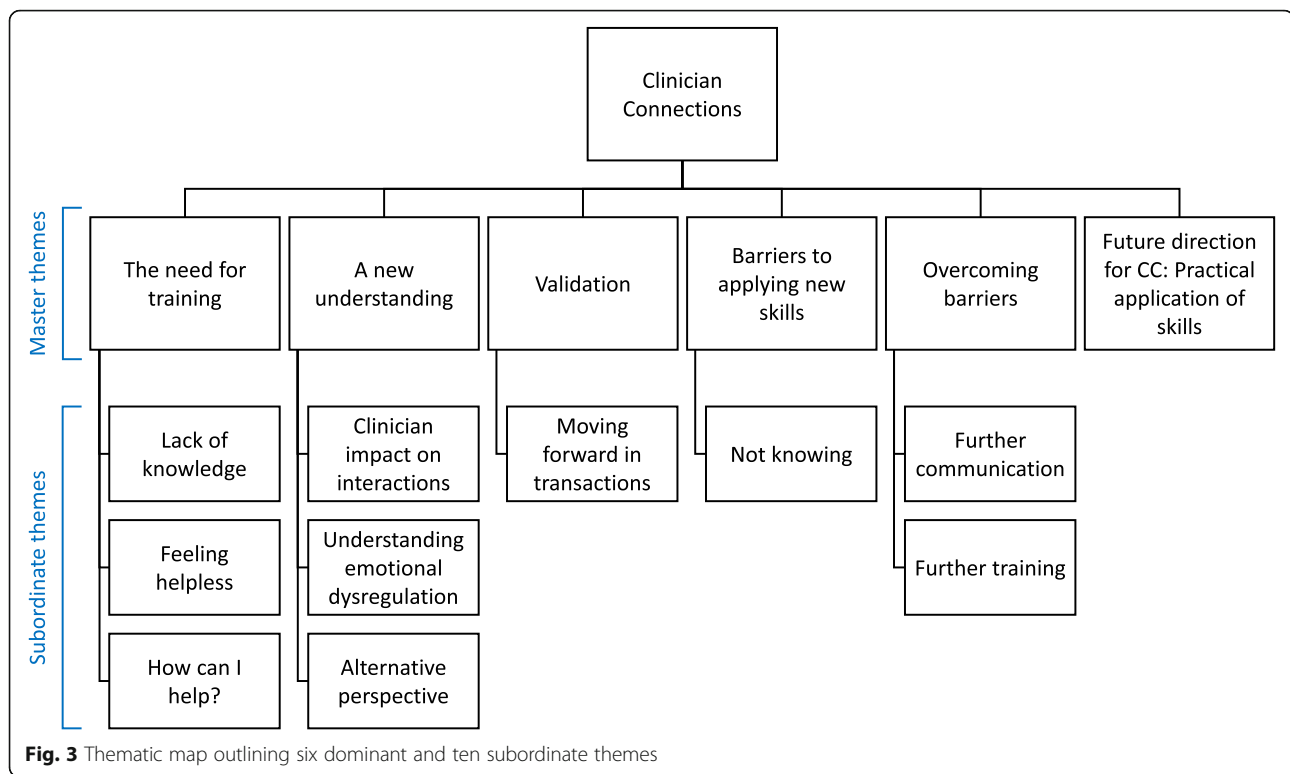 Clinician
Connections
Master themes
The need for
training
A new
understanding
Validation
Barriers to
applying new
skills
Overcoming
barriers
Future direction
for CC: Practical
application of
skills
Subordinate themes
Lack of
knowledge
Clinician
impact on
interactions
Moving
forward in
transactions
Not knowing
Further
communication
Feeling
helpless
Understanding
emotional
dysregulation
Further training
How can I
help?
Alternative
perspective
Fig. 3 Thematic map outlining six dominant and ten subordinate themes